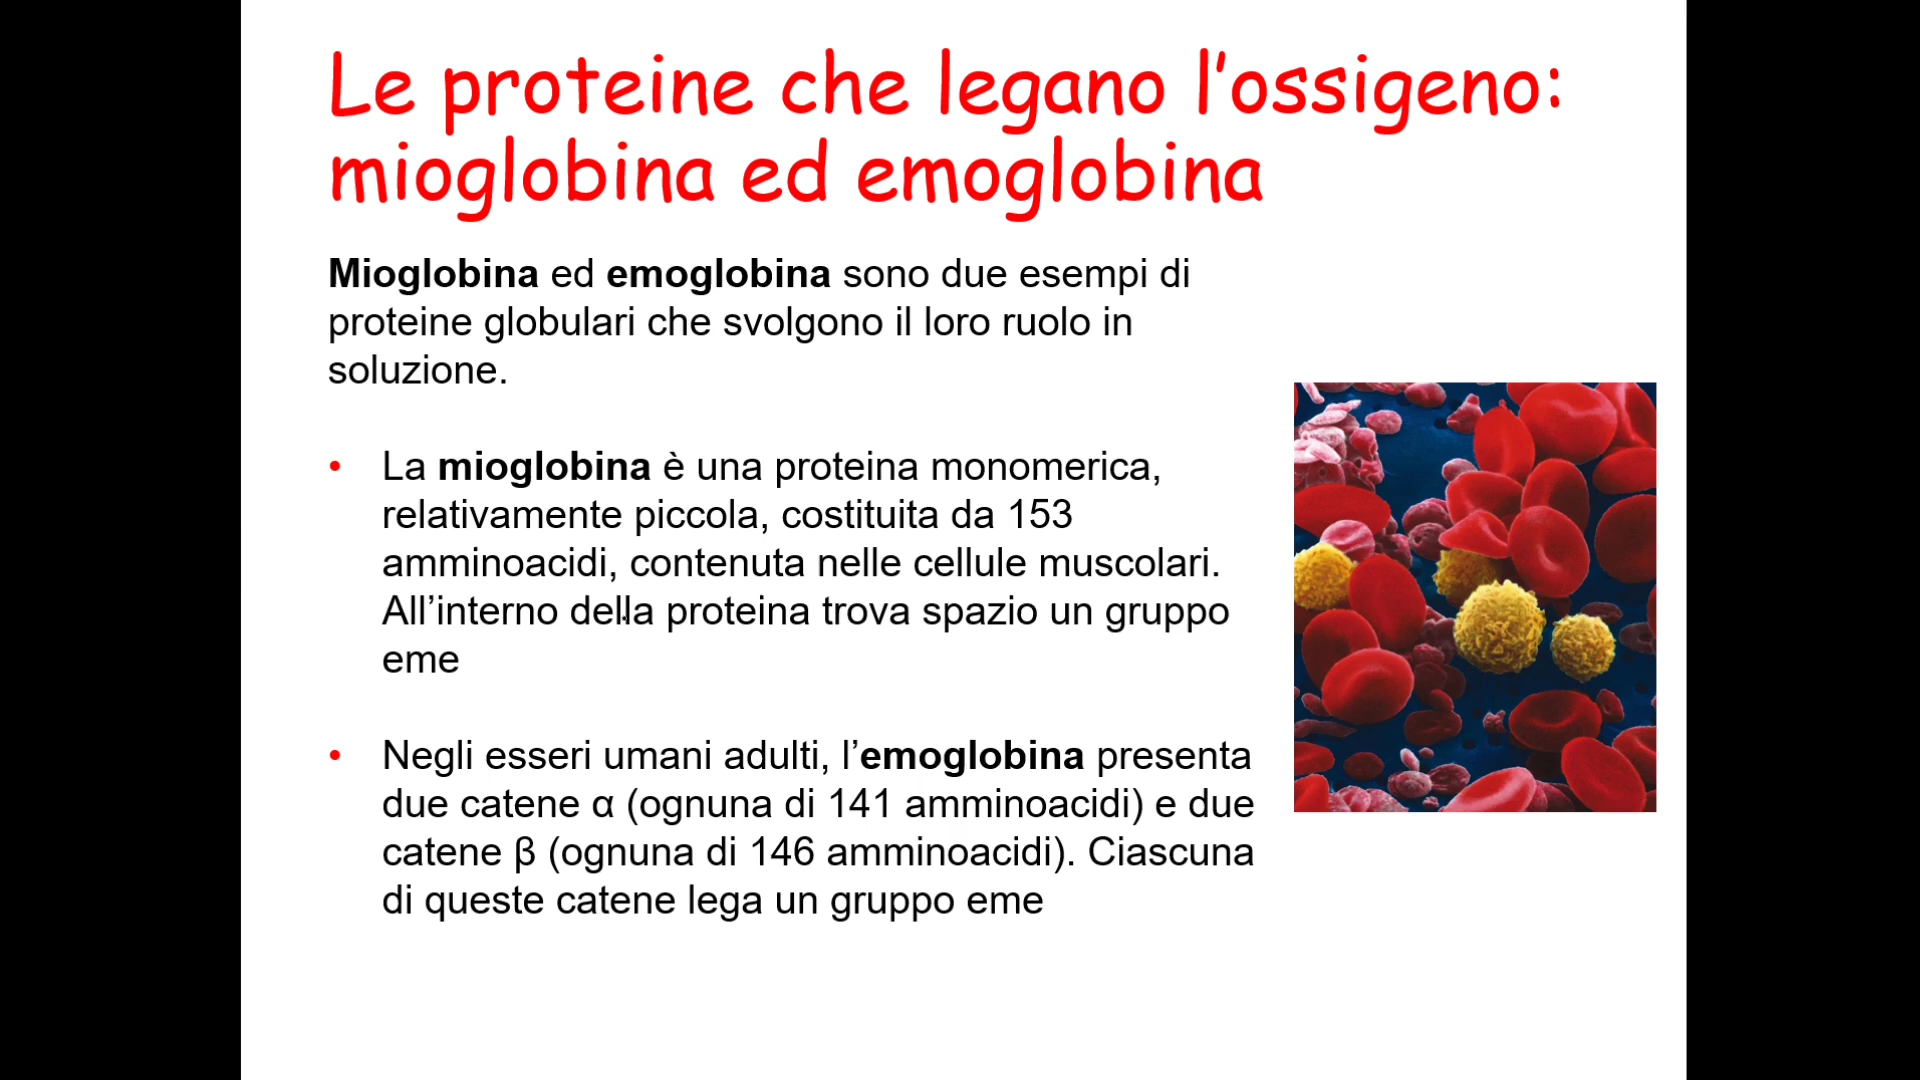 Le proteine che legano l’ossigeno:
mioglobina ed emoglobina
Mioglobina ed emoglobina sono due esempi di
proteine globulari che svolgono il loro ruolo in
soluzione.
• La mioglobina è una proteina monomerica,
relativamente piccola, costituita da 153
amminoacidi, contenuta nelle cellule muscolari.
All’interno della proteina trova spazio un gruppo
eme
• Negli esseri umani adulti, l’emoglobina presenta
due catene α (ognuna di 141 amminoacidi) e due
catene β (ognuna di 146 amminoacidi). Ciascuna
di queste catene lega un gruppo eme